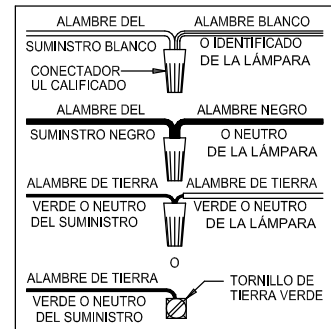 ALAMBRE DEL
SUMINSTRO BLANCO
ALAMBRE BLANCO
O IDENTIFICADO
DE LA LÁMPARA
CONECTADOR
UL CALIFICADO
ALAMBRE DEL
SUMINSTRO NEGRO
ALAMBRE NEGRO
O NEUTRO
DE LA LÁMPARA
ALAMBRE DE TIERRA
VERDE O NEUTRO
DEL SUMINISTRO
ALAMBRE DE TIERRA
VERDE O NEUTRO
DE LA LÁMPARA
O
ALAMBRE DE TIERRA
VERDE O NEUTRO
DEL SUMINISTRO
TORNILLO DE
TIERRA VERDE